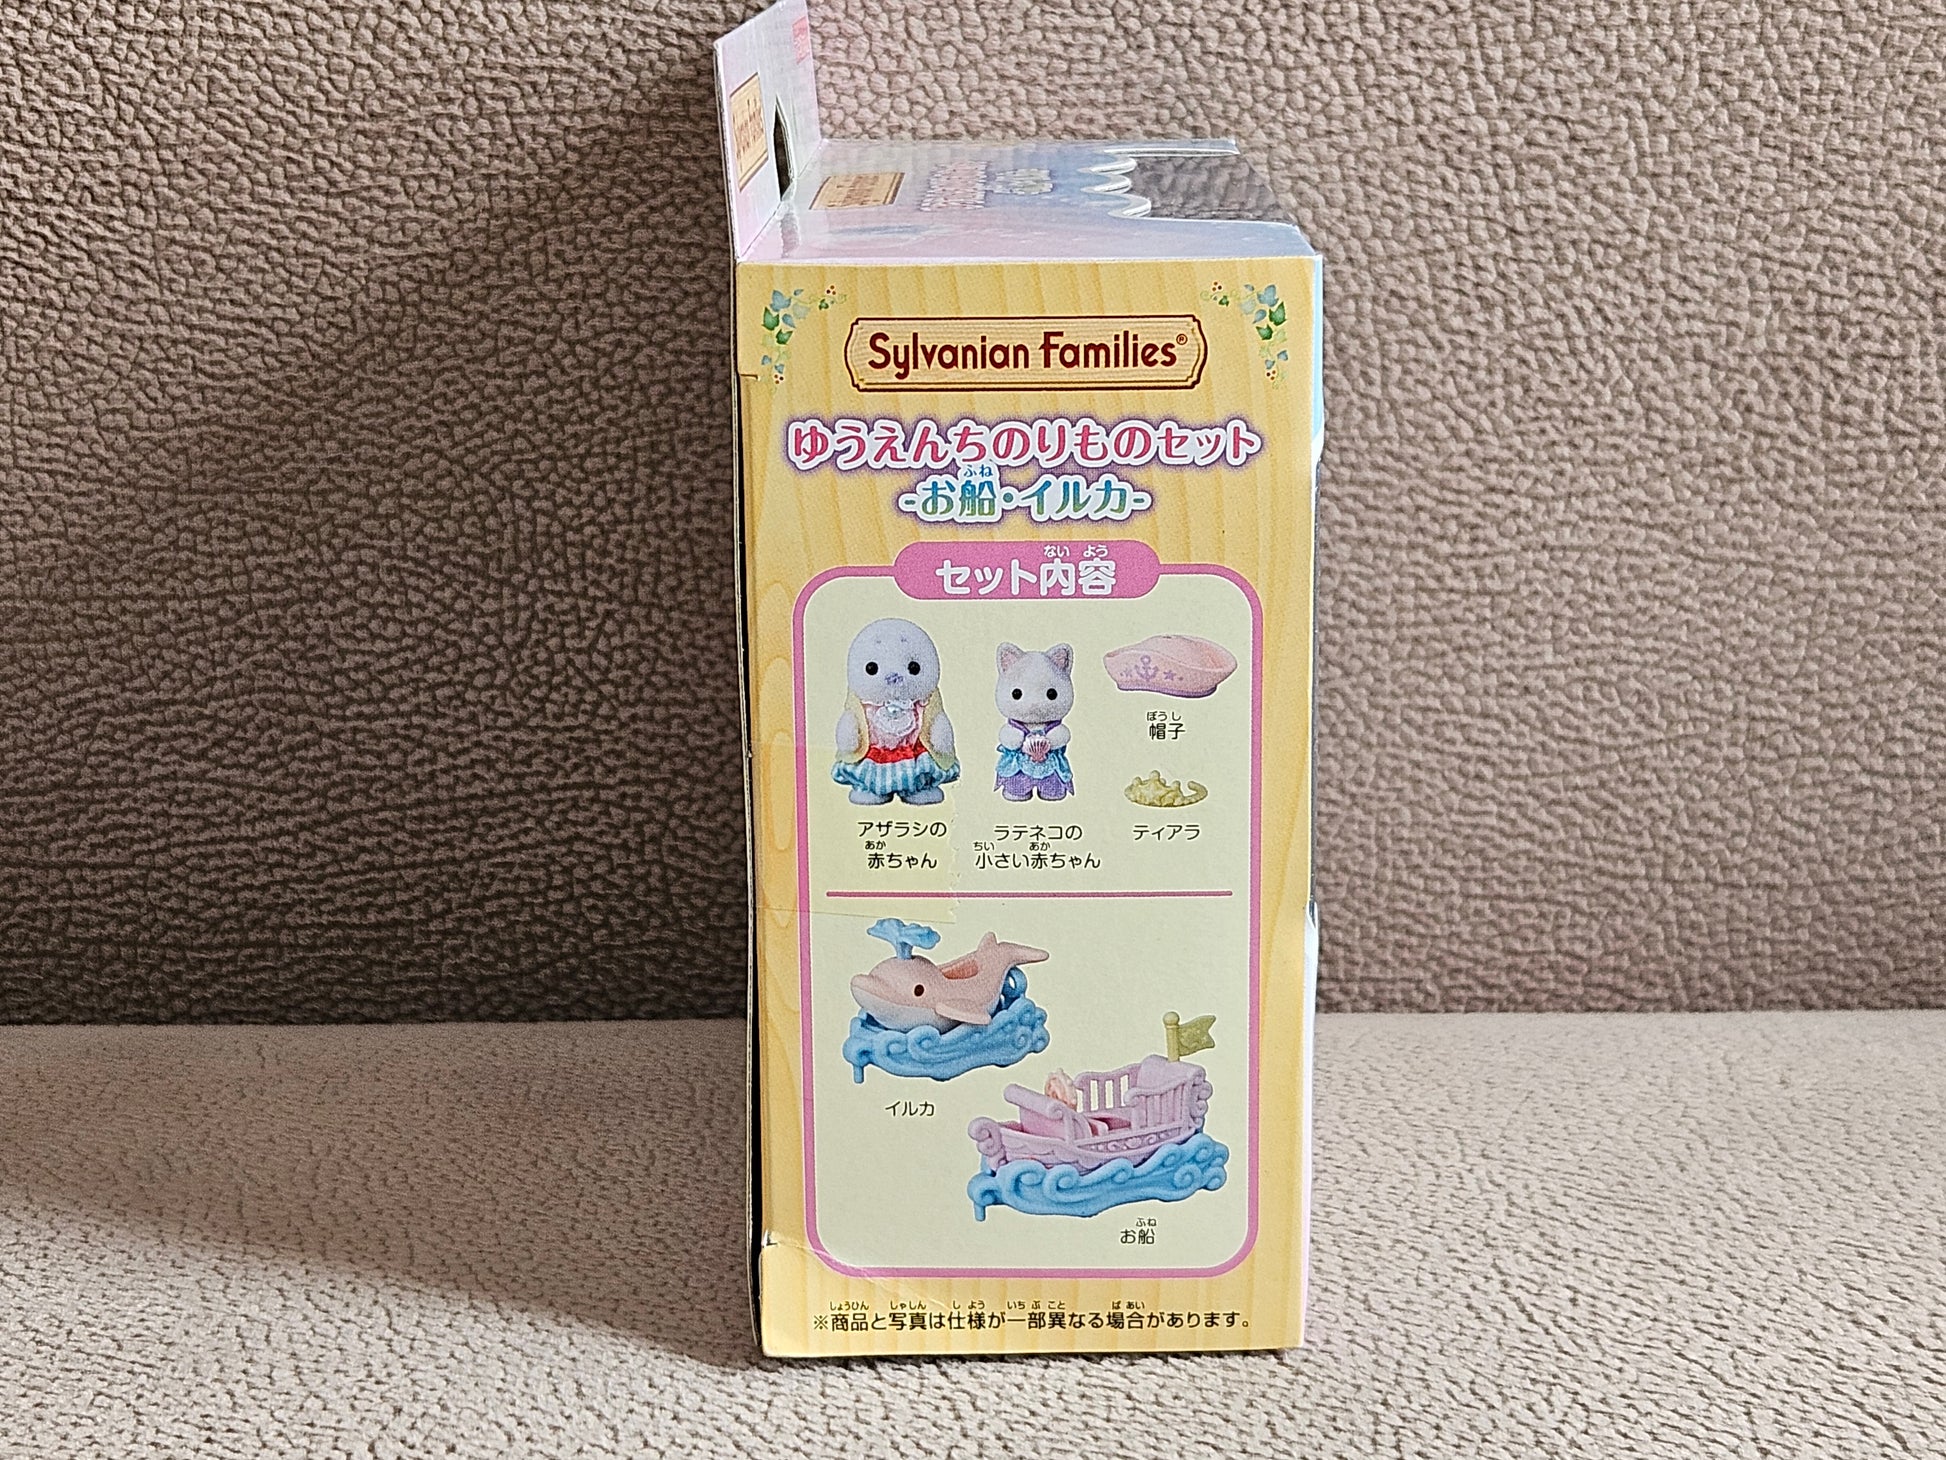 Sylvanian Families®
ゆうえんちのりものセット
ふね
-お船・イルカ-
ない よう
セット内容
ぼうし
帽子
アザラシの
あか
赤ちゃん
ラテネコの
ちい あか
小さい赤ちゃん
ティアラ
イルカ
ふね
お船
しょうひん しゃしん し よう いち ぶ こと ば あい
※商品と写真は仕様が一部異なる場合があります。